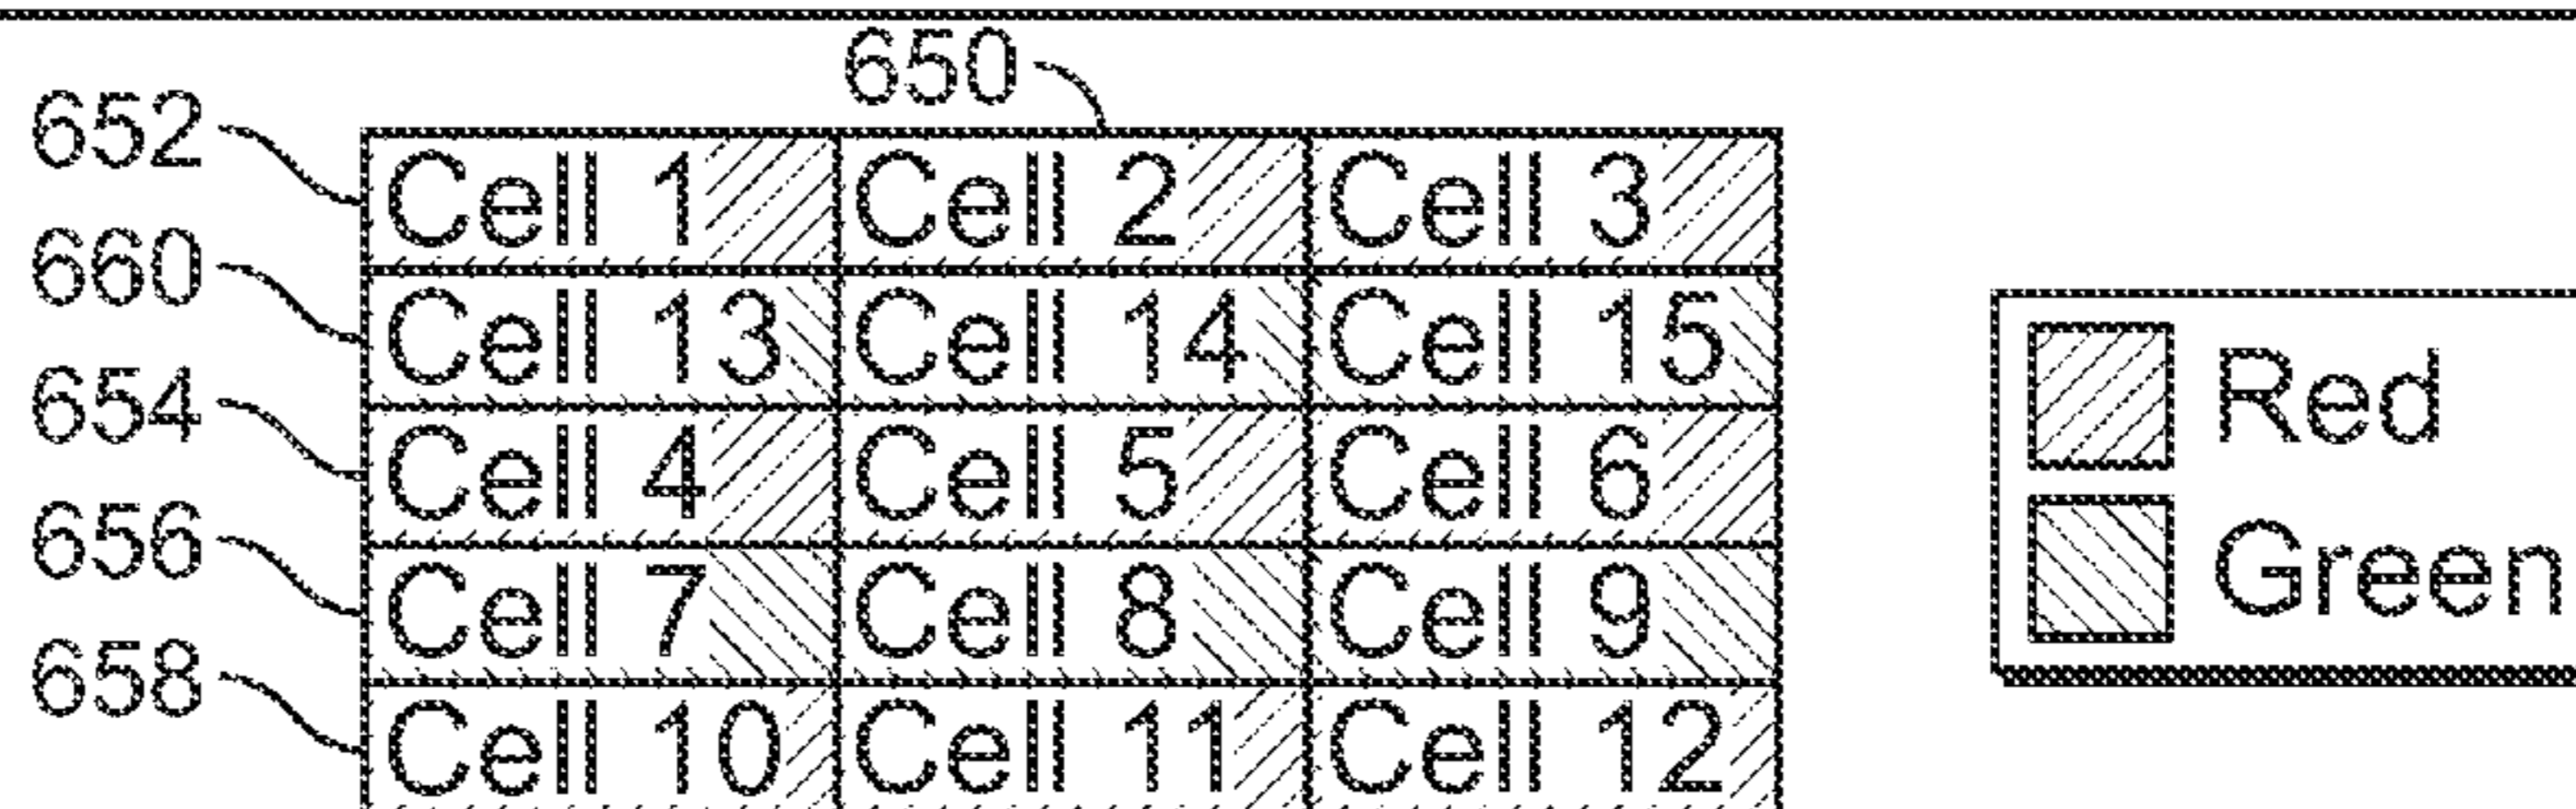 650
652 Cell 1 Cell 2 Cell 3
660 Cell 13 Cell 14 Cell 15
654 Cell 4 Cell 5 Cell 6
656 Cell 7 Cell 8 Cell 9
658 Cell 10 Cell 11 Cell 12
Red
Green